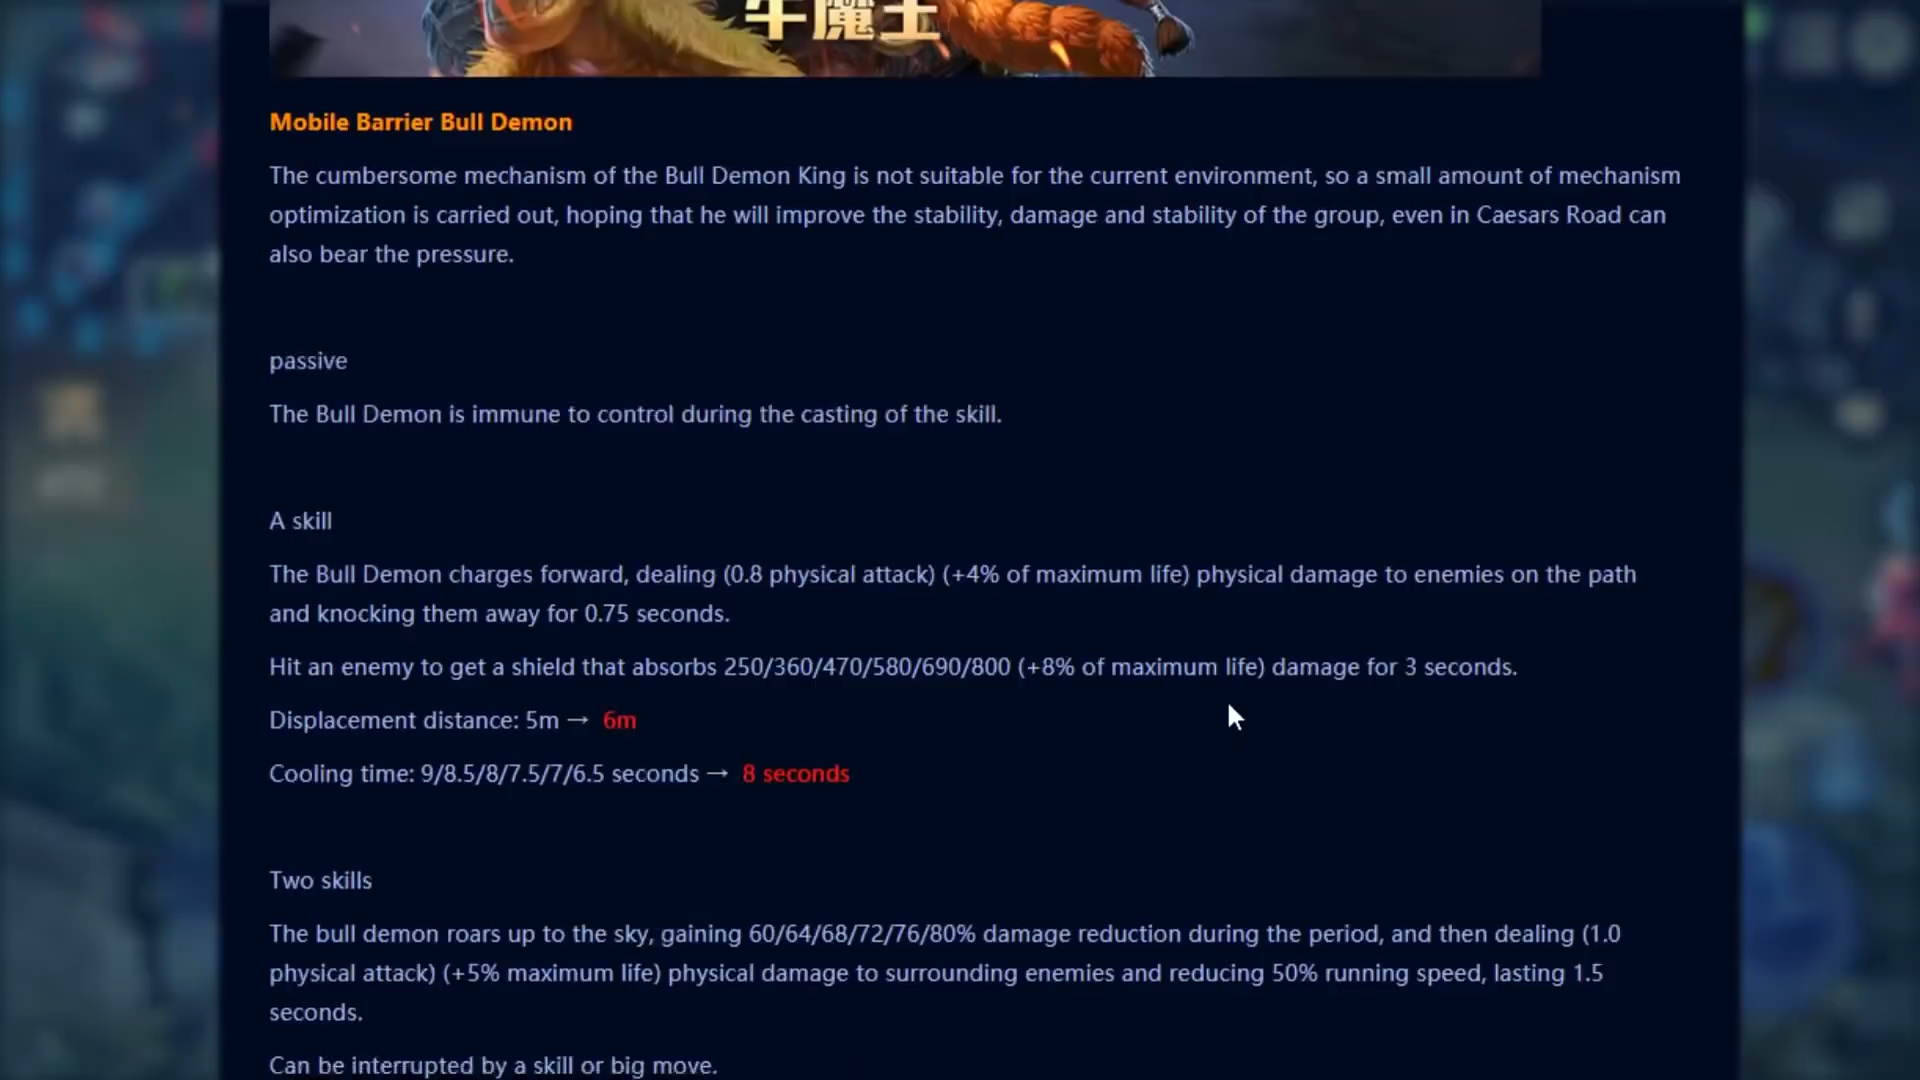 牛魔王
Mobile Barrier Bull Demon
The cumbersome mechanism of the Bull Demon King is not suitable for the current environment, so a small amount of mechanism
optimization is carried out, hoping that he will improve the stability, damage and stability of the group, even in Caesars Road can
also bear the pressure.
passive
The Bull Demon is immune to control during the casting of the skill.
A skill
The Bull Demon charges forward, dealing (0.8 physical attack) (+4% of maximum life) physical damage to enemies on the path
and knocking them away for 0.75 seconds.
Hit an enemy to get a shield that absorbs 250/360/470/580/690/800 (+8% of maximum life) damage for 3 seconds.
Displacement distance: 5m → 6m
Cooling time: 9/8.5/8/7.5/7/6.5 seconds → 8 seconds
Two skills
The bull demon roars up to the sky, gaining 60/64/68/72/76/80% damage reduction during the period, and then dealing (1.0
physical attack) (+5% maximum life) physical damage to surrounding enemies and reducing 50% running speed, lasting 1.5
seconds.
Can be interrupted by a skill or big move.